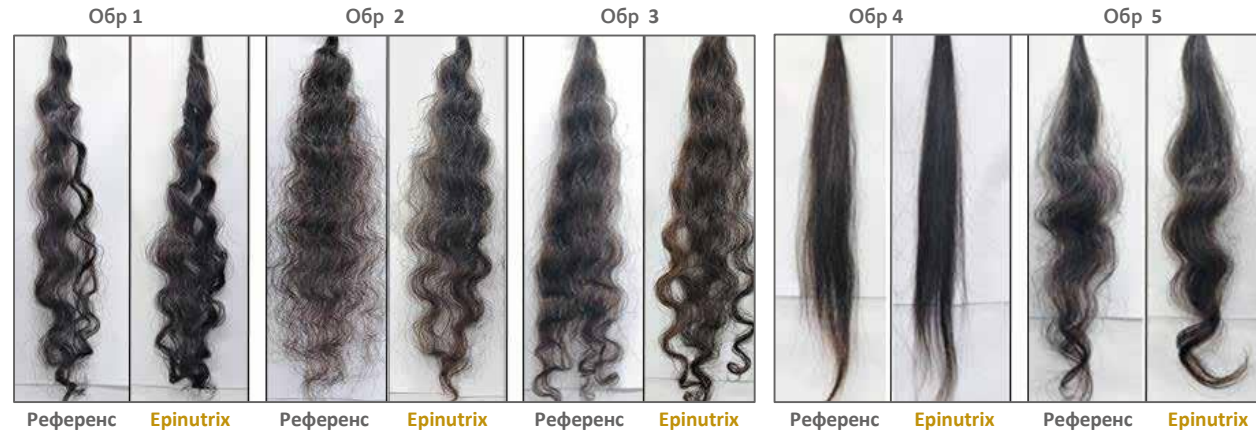 Обр 1 Обр 2 Обр 3 Обр 4 Обр 5
Референс Epinutrix Референс Epinutrix Референс Epinutrix Референс Epinutrix Референс Epinutrix